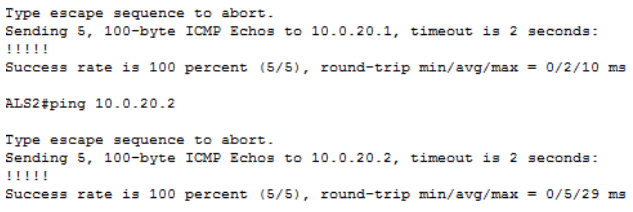 Type escape sequence to abort.
Sending 5, 100-byte ICMP Echos to 10.0.20.1, timeout is 2 seconds:
!!!!!
Success rate is 100 percent (5/5), round-trip min/avg/max = 0/2/10 ms
ALS2#ping 10.0.20.2
Type escape sequence to abort.
Sending 5, 100-byte ICMP Echos to 10.0.20.2, timeout is 2 seconds:
!!!!!
Success rate is 100 percent (5/5), round-trip min/avg/max = 0/5/29 ms